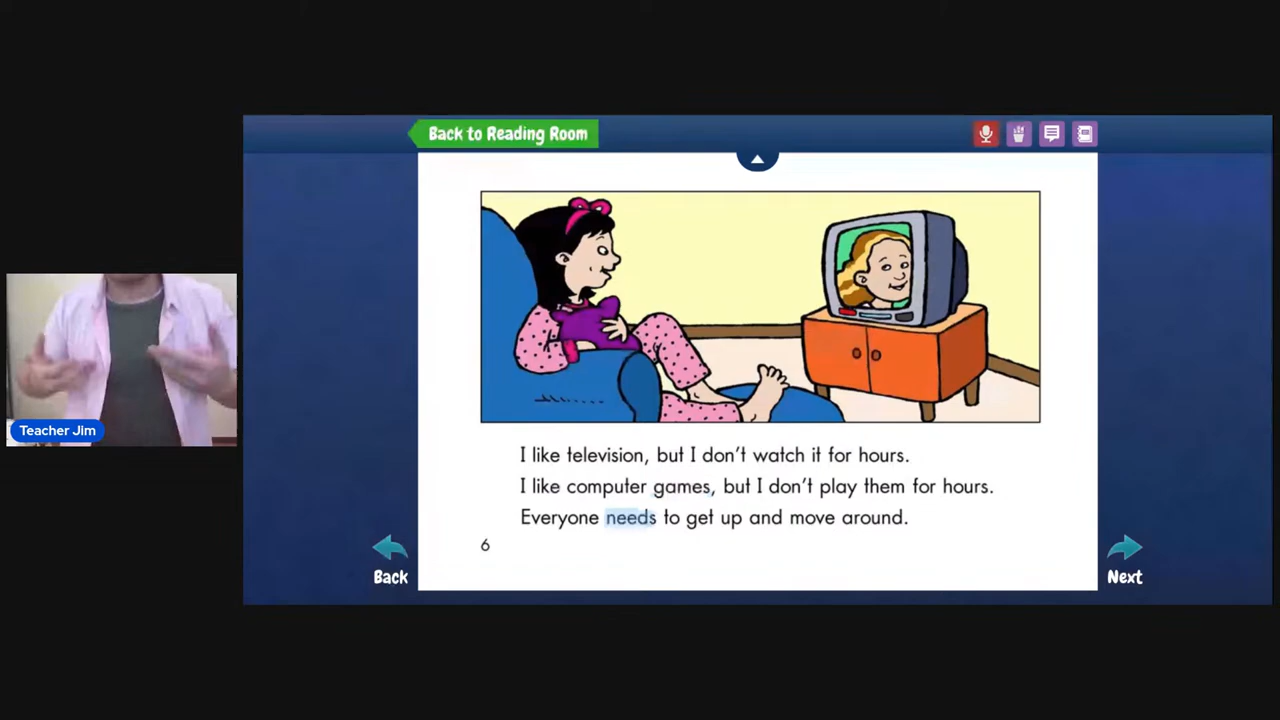 Back to Reading Room
Teacher Jim
I like television, but I don't watch it for hours.
I like computer games, but I don't play them for hours.
Everyone needs to get up and move around.
6
Back
Next